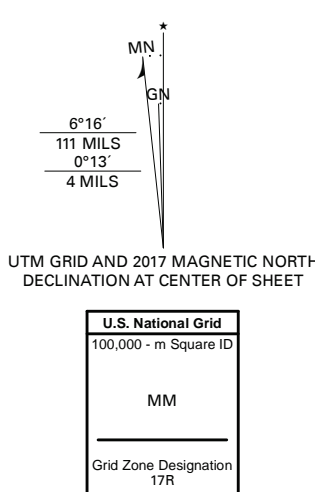 ★
MN
GN
6°16´
111 MILS
0°13´
4 MILS
UTM GRID AND 2017 MAGNETIC NORTH
DECLINATION AT CENTER OF SHEET
U.S. National Grid
100,000 - m Square ID
MM
Grid Zone Designation
17R